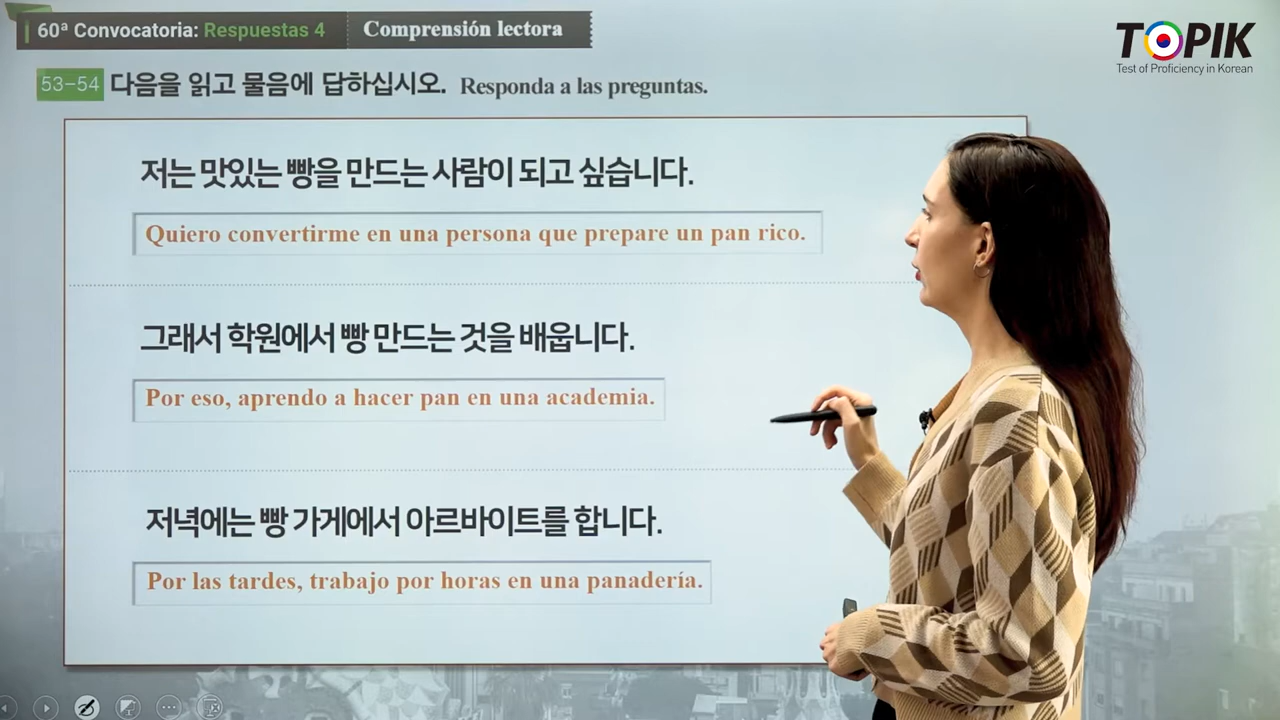 60ª Convocatoria: Respuestas 4
Comprensión lectora
TOPIK
Test of Proficiency in Korean
53-54 다음을 읽고 물음에 답하십시오. Responda a las preguntas.
저는 맛있는 빵을 만드는 사람이 되고 싶습니다.
Quiero convertirme en una persona que prepare un pan rico.
그래서 학원에서 빵 만드는 것을 배웁니다.
Por eso, aprendo a hacer pan en una academia.
저녁에는 빵 가게에서 아르바이트를 합니다.
Por las tardes, trabajo por horas en una panadería.